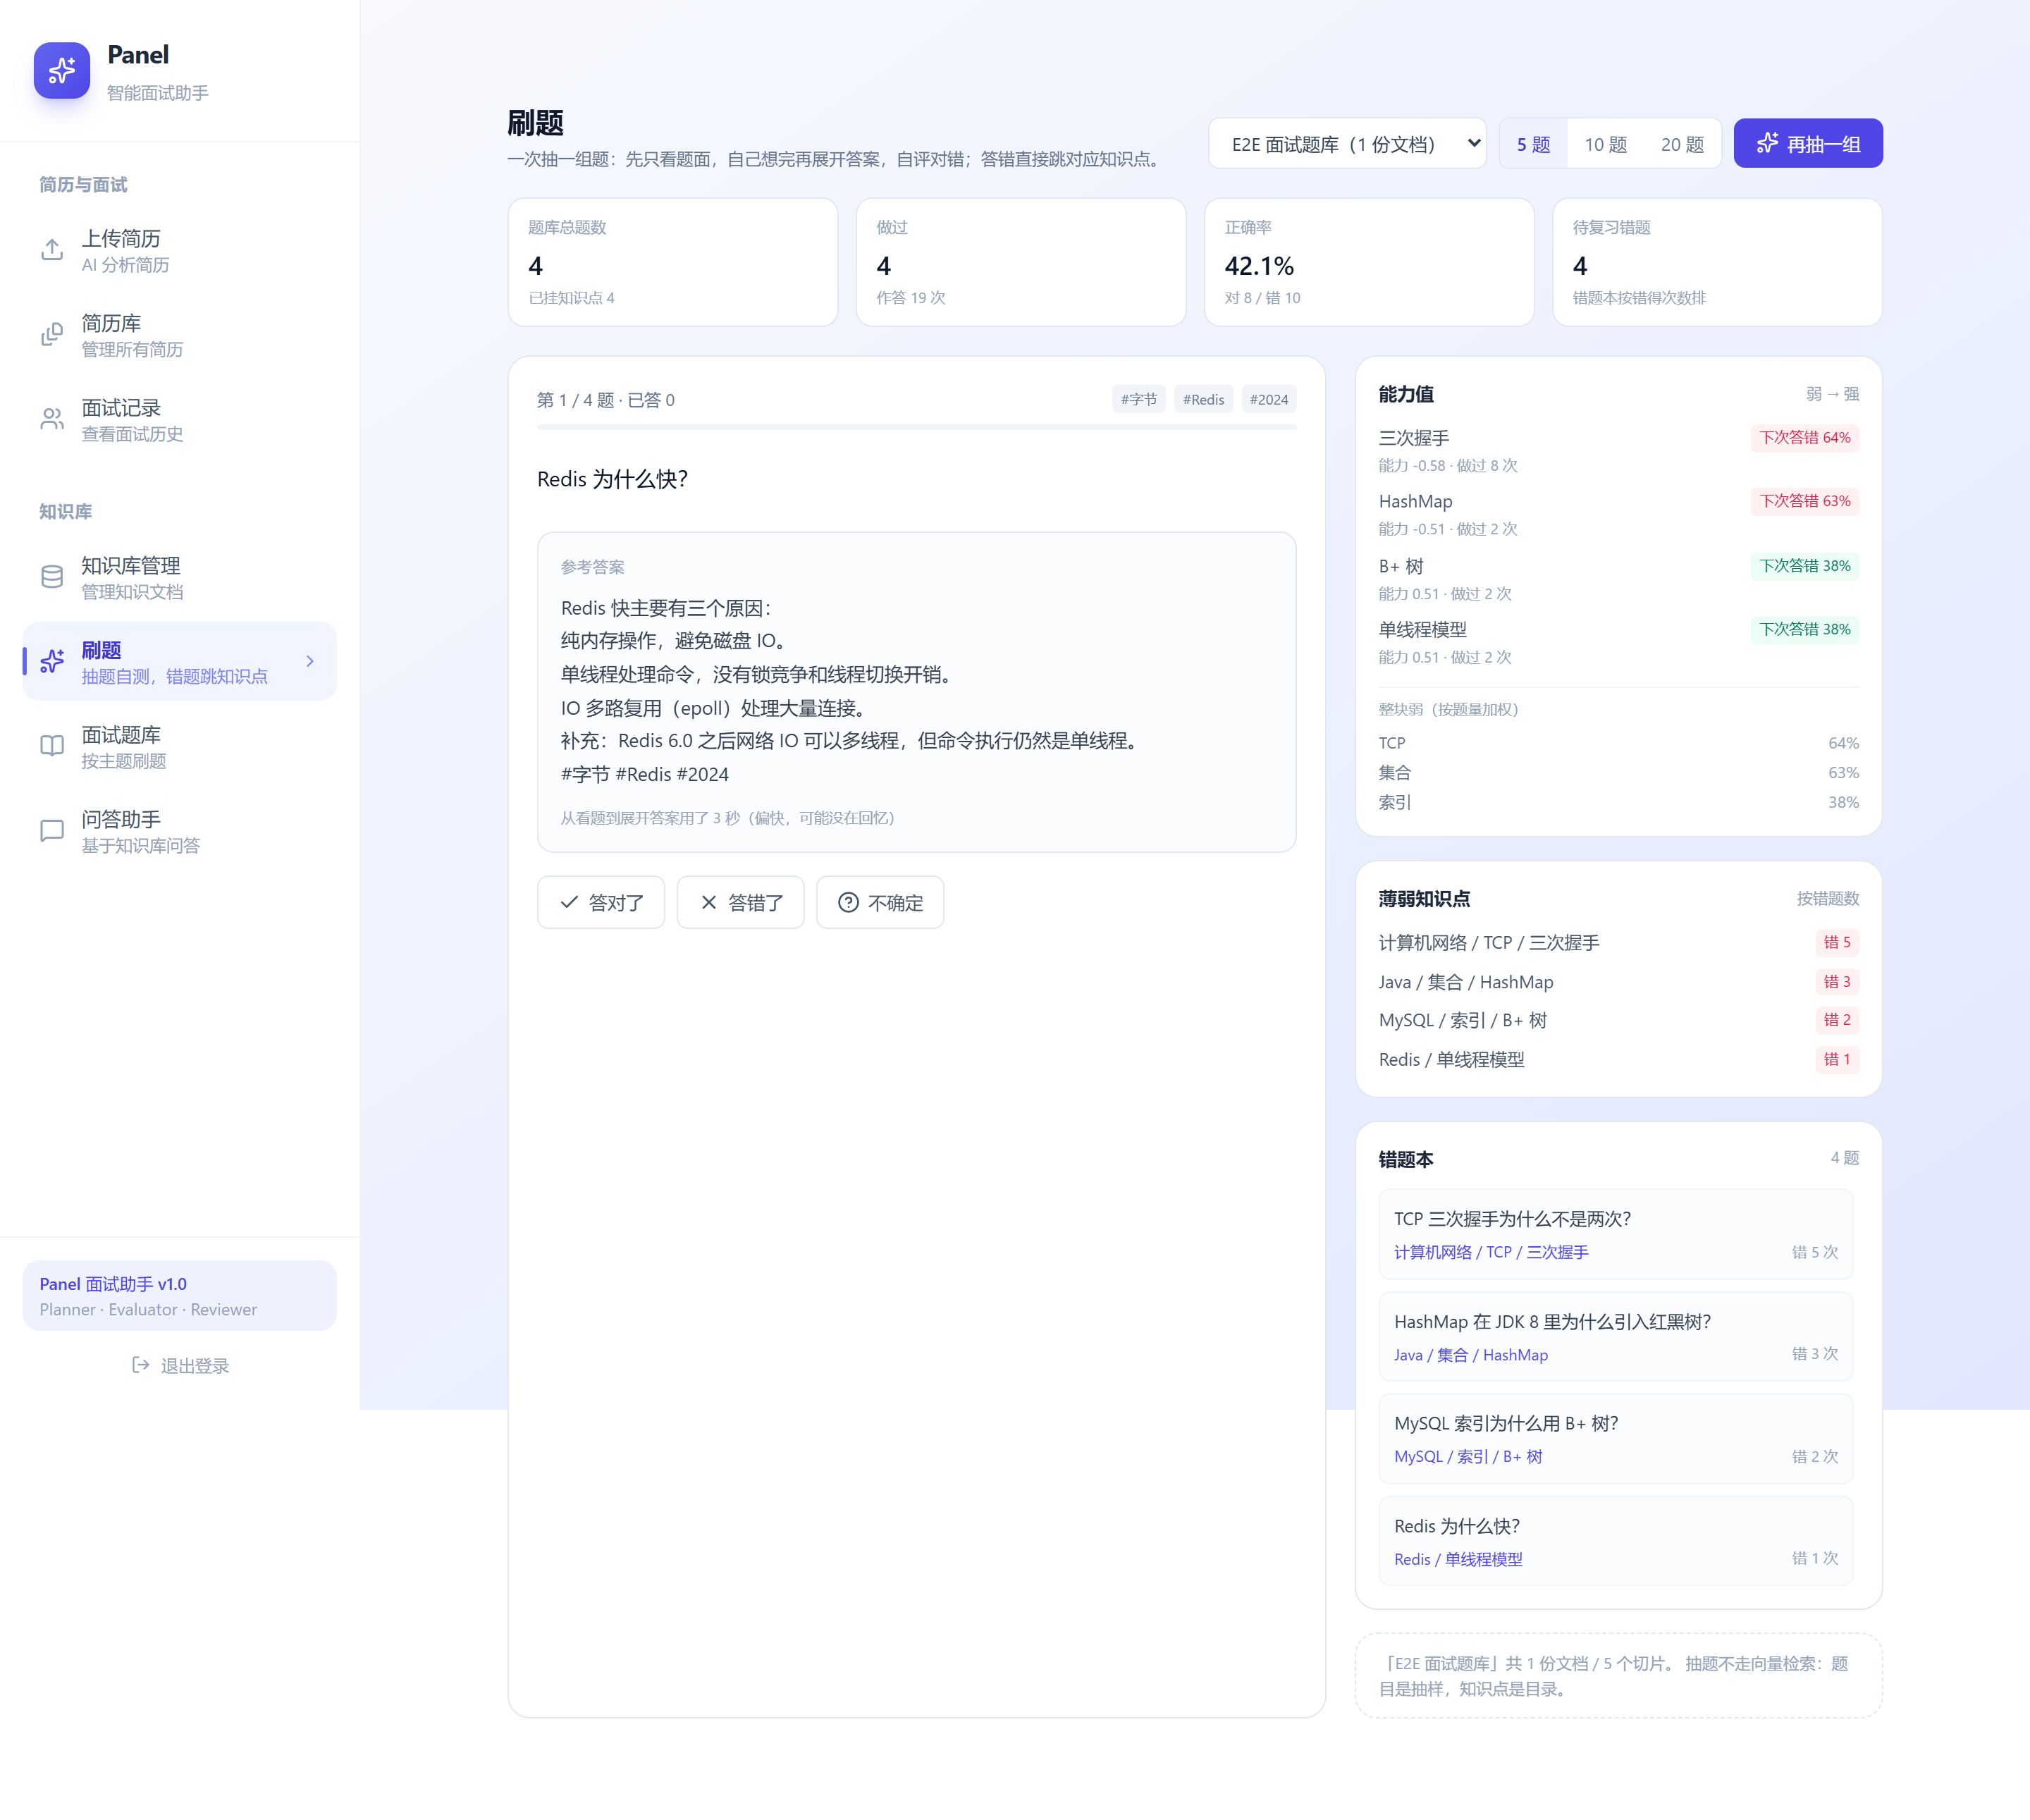 Panel
智能面试助手
简历与面试
上传简历
AI 分析简历
简历库
管理所有简历
面试记录
查看面试历史
知识库
知识库管理
管理知识文档
刷题
抽题自测，错题跳知识点
面试题库
按主题刷题
问答助手
基于知识库问答
Panel 面试助手 v1.0
Planner · Evaluator · Reviewer
退出登录
刷题
一次抽一组题：先只看题面，自己想完再展开答案，自评对错；答错直接跳对应知识点。
E2E 面试题库（1 份文档）
5 题 10 题 20 题
再抽一组
题库总题数
4
已挂知识点 4
做过
4
作答 19 次
正确率
42.1%
对 8 / 错 10
待复习错题
4
错题本按错得次数排
第 1 / 4 题 · 已答 0
#字节 #Redis #2024
Redis 为什么快？
参考答案
Redis 快主要有三个原因：
纯内存操作，避免磁盘 IO。
单线程处理命令，没有锁竞争和线程切换开销。
IO 多路复用（epoll）处理大量连接。
补充：Redis 6.0 之后网络 IO 可以多线程，但命令执行仍然是单线程。
#字节 #Redis #2024
从看题到展开答案用了 3 秒（偏快，可能没在回忆）
答对了 答错了 不确定
能力值 弱 → 强
三次握手 下次答错 64%
能力 -0.58 · 做过 8 次
HashMap 下次答错 63%
能力 -0.51 · 做过 2 次
B+ 树 下次答错 38%
能力 0.51 · 做过 2 次
单线程模型 下次答错 38%
能力 0.51 · 做过 2 次
整块弱（按题量加权）
TCP 64%
集合 63%
索引 38%
薄弱知识点 按错题数
计算机网络 / TCP / 三次握手 错 5
Java / 集合 / HashMap 错 3
MySQL / 索引 / B+ 树 错 2
Redis / 单线程模型 错 1
错题本 4 题
TCP 三次握手为什么不是两次？
计算机网络 / TCP / 三次握手 错 5 次
HashMap 在 JDK 8 里为什么引入红黑树？
Java / 集合 / HashMap 错 3 次
MySQL 索引为什么用 B+ 树？
MySQL / 索引 / B+ 树 错 2 次
Redis 为什么快？
Redis / 单线程模型 错 1 次
「E2E 面试题库」共 1 份文档 / 5 个切片。 抽题不走向量检索：题
目是抽样，知识点是目录。